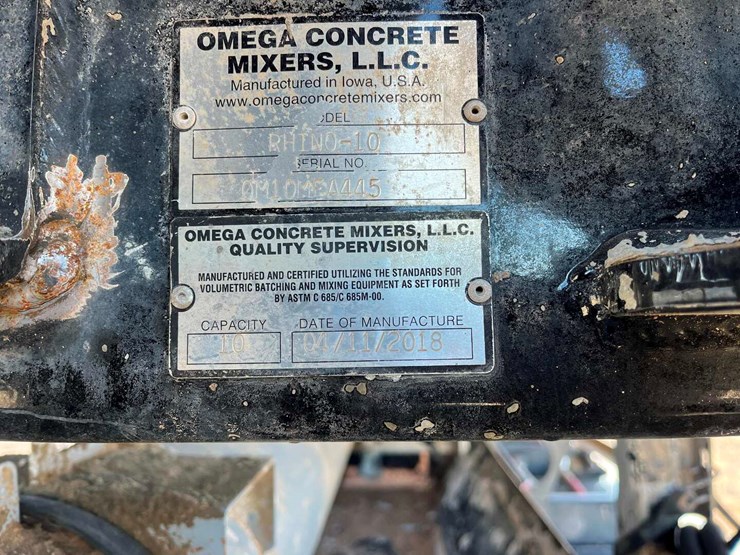 OMEGA CONCRETE
MIXERS, L.L.C.
Manufactured in Iowa, U.S.A.
www.omegaconcretemixers.com
ODEL
RHINO-10
SERIAL NO.
OMEGA CONCRETE MIXERS, L.L.C.
QUALITY SUPERVISION
MANUFACTURED AND CERTIFIED UTILIZING THE STANDARDS FOR
VOLUMETRIC BATCHING AND MIXING EQUIPMENT AS SET FORTH
BY ASTM C 685/C 685M-00.
CAPACITY DATE OF MANUFACTURE
10 04/11/2018